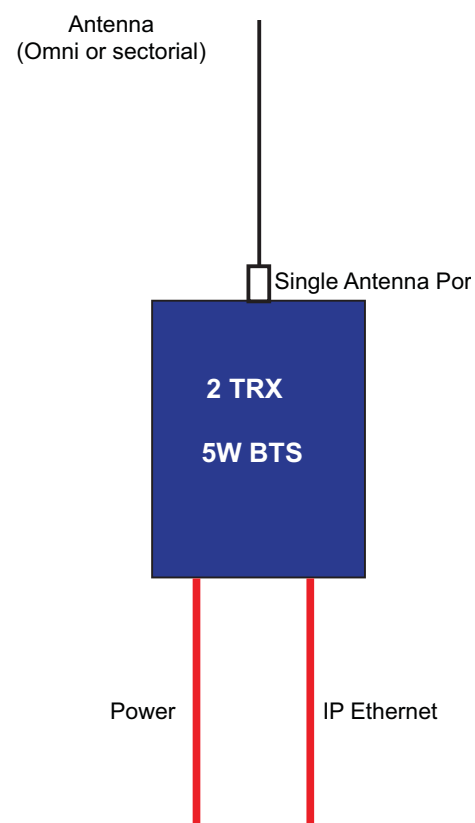 Antenna
(Omni or sectorial)
Single Antenna Por
2 TRX
5W BTS
Power
IP Ethernet